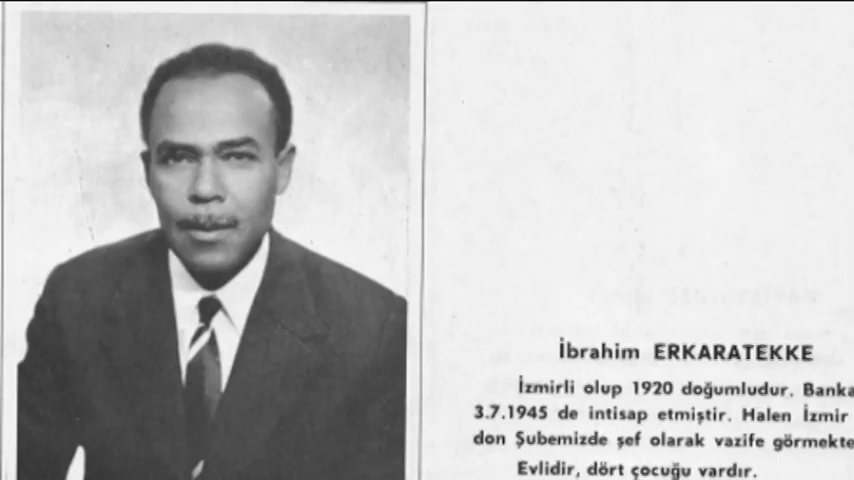 İbrahim ERKARATEKKE
İzmirli olup 1920 doğumludur. Banka
3.7.1945 de intisap etmiştir. Halen İzmir
don Şubemizde şef olarak vazife görmekte
Evlidir, dört çocuğu vardır.